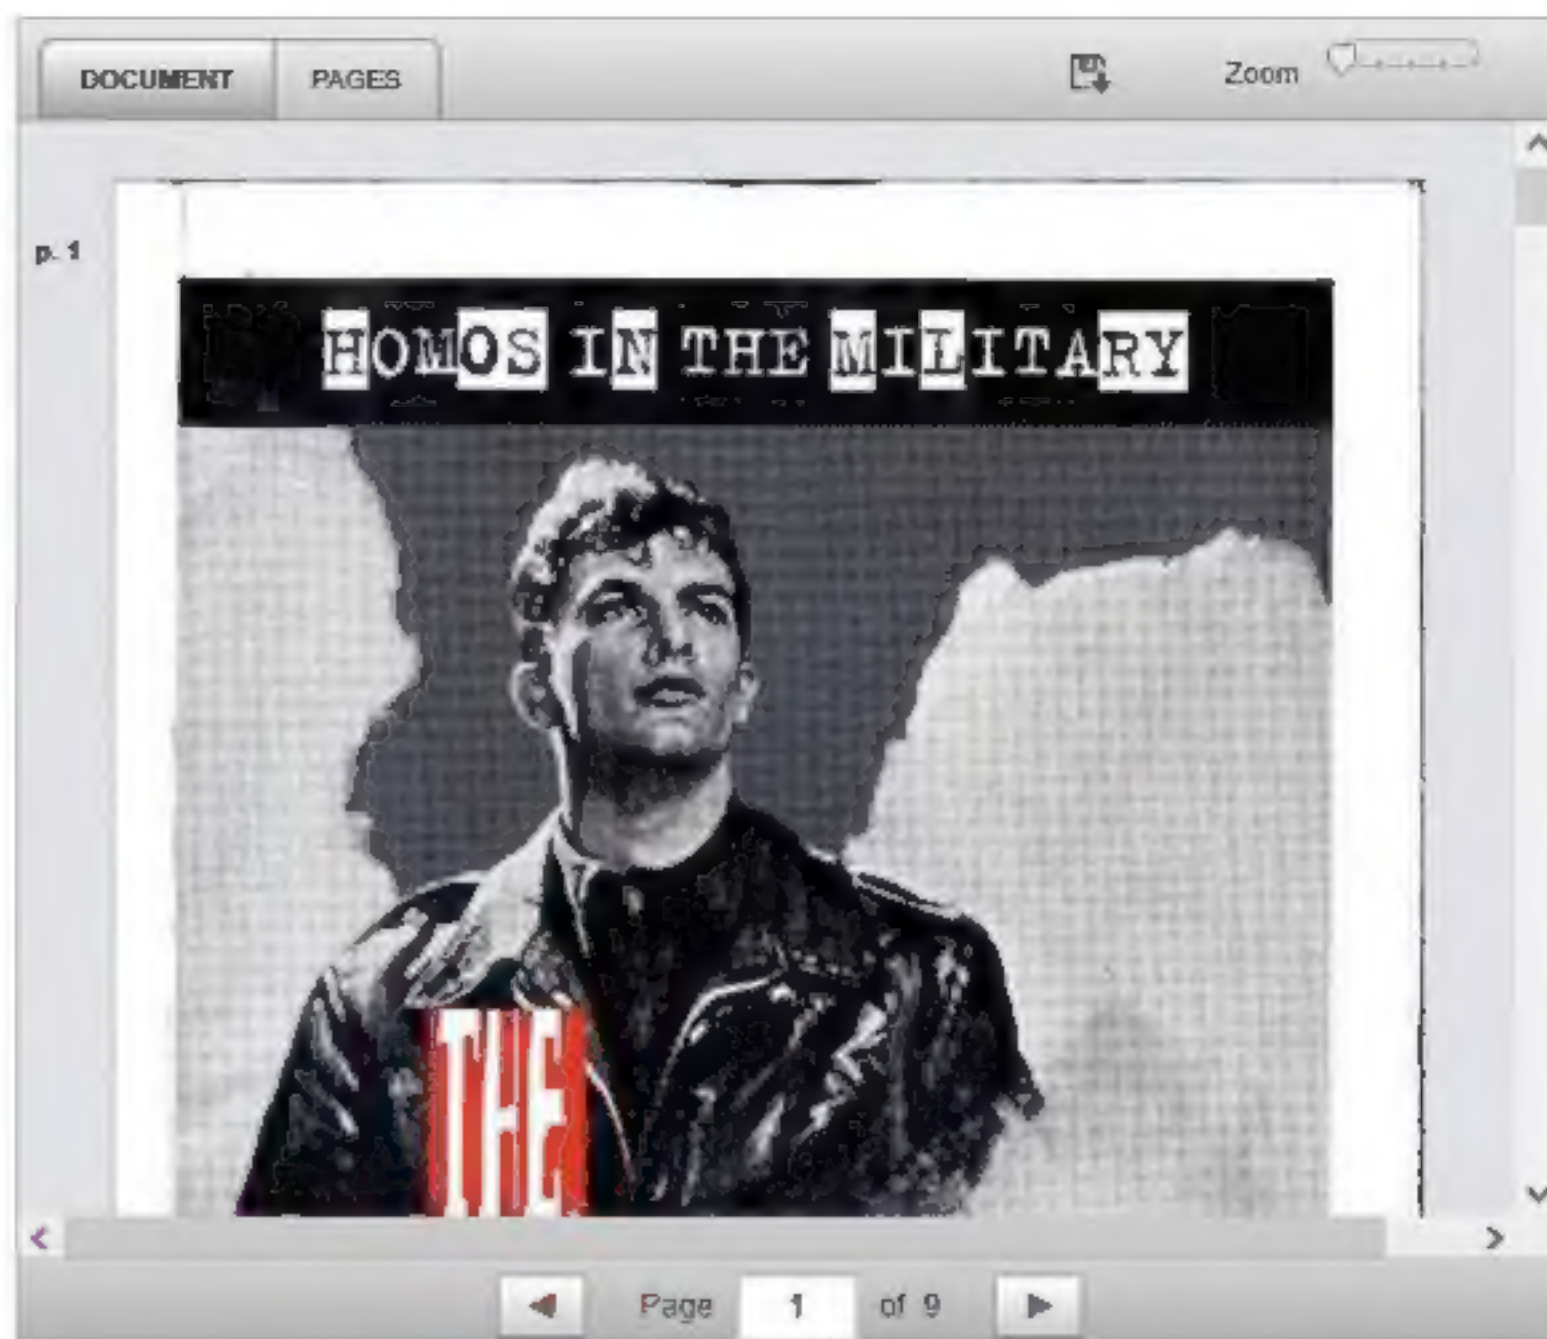 DOCUMENT PAGES Zoom
p. 1
HOMOS IN THE MILITARY
THE
Page 1 of 9